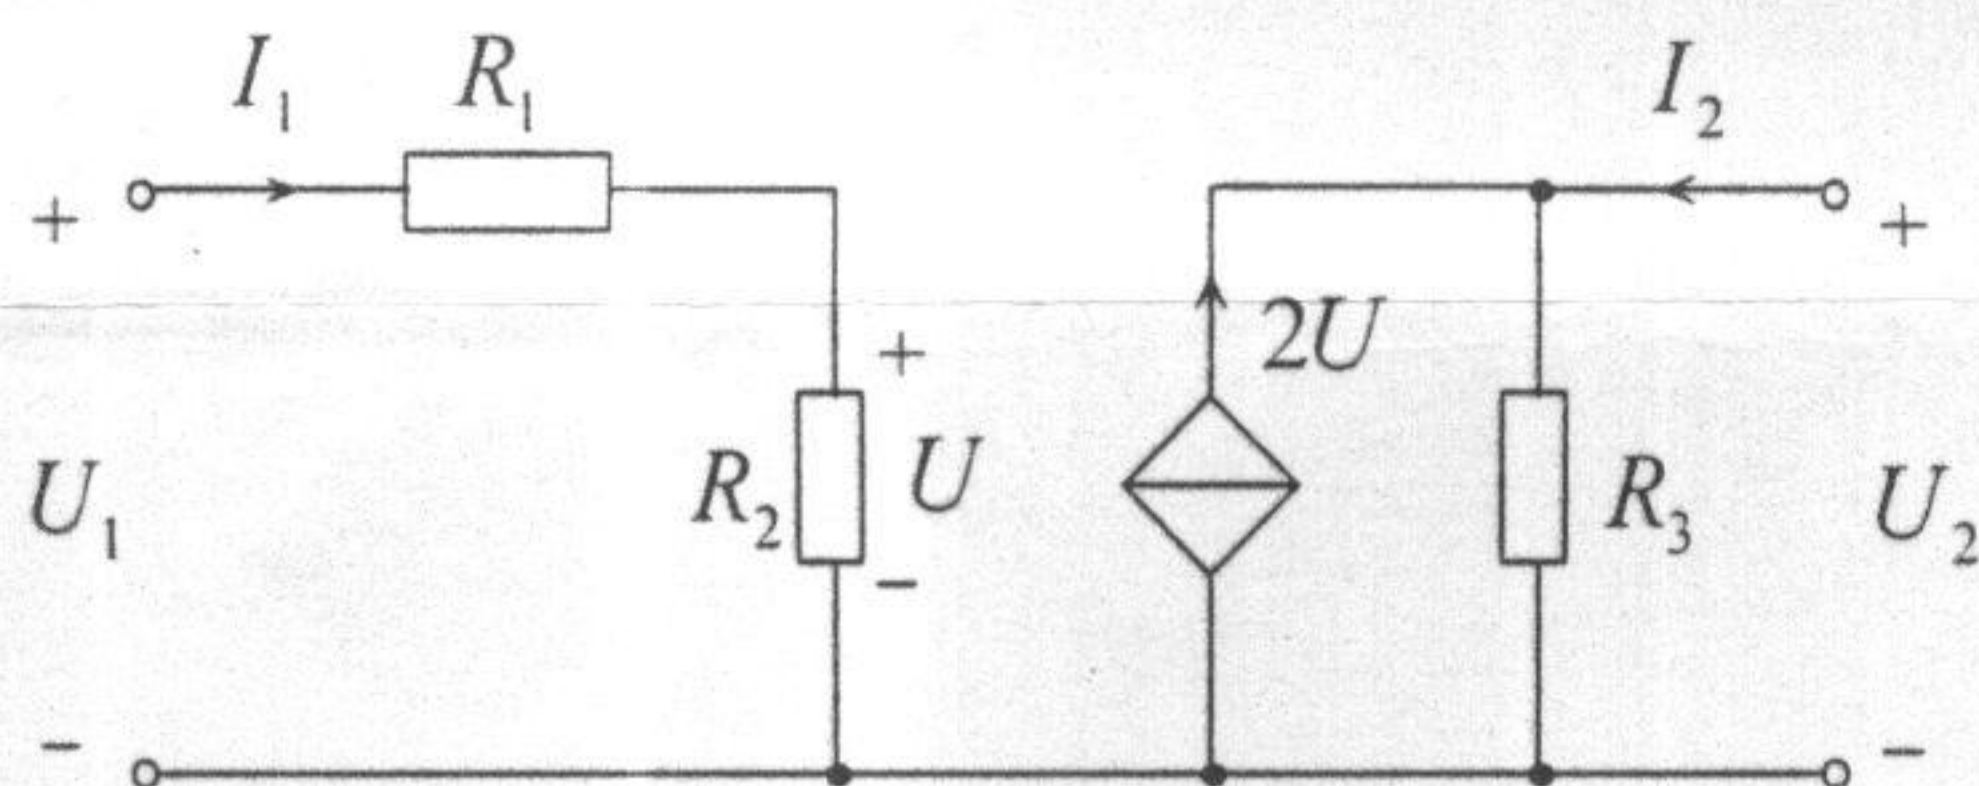 I₁ R₁ I₂
+ +
2U
+
U₁ R₂ U R₃ U₂
−
− −